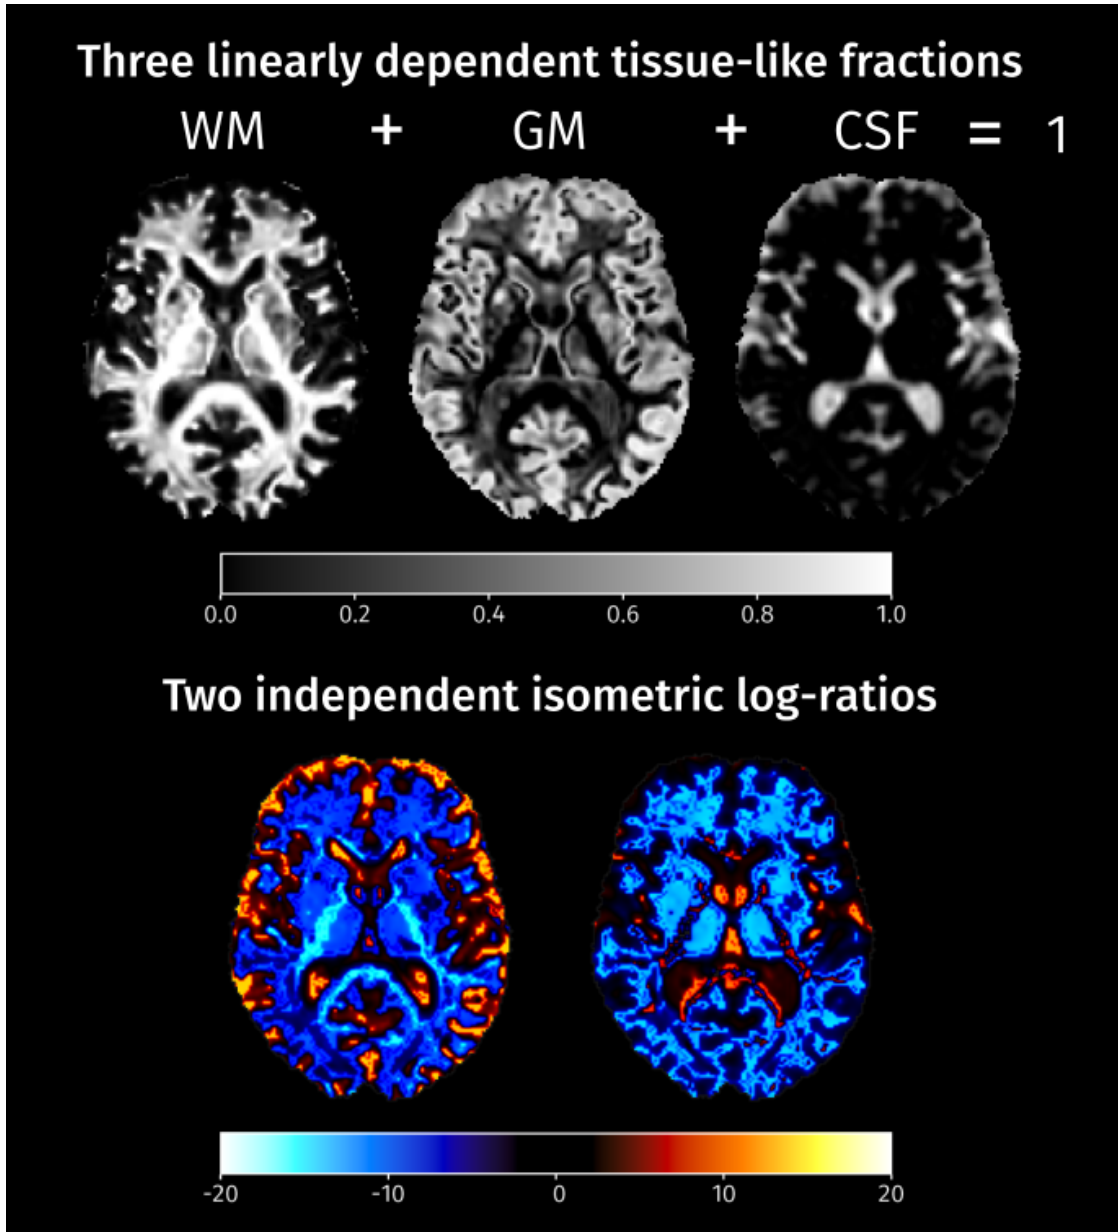 Three linearly dependent tissue-like fractions
WM + GM + CSF = 1
0.0 0.2 0.4 0.6 0.8 1.0
Two independent isometric log-ratios
-20 -10 0 10 20